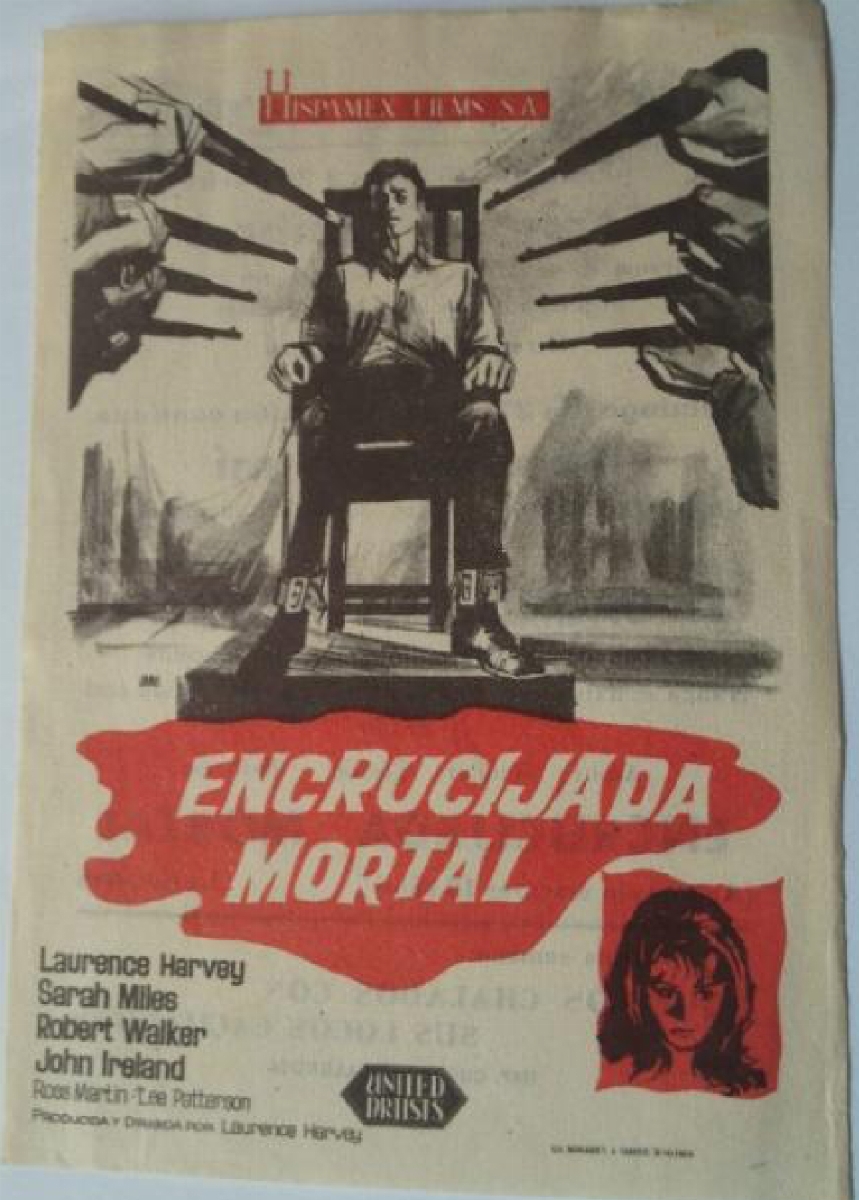 HISPAMEX FILMS S.A
ENCRUCIJADA
MORTAL
Laurence Harvey
Sarah Miles
Robert Walker
John Ireland
Ross Martin-Lee Patterson
PRODUCIDA Y DIRIGIDA POR Laurence Harvey
UNITED
ARTISTS